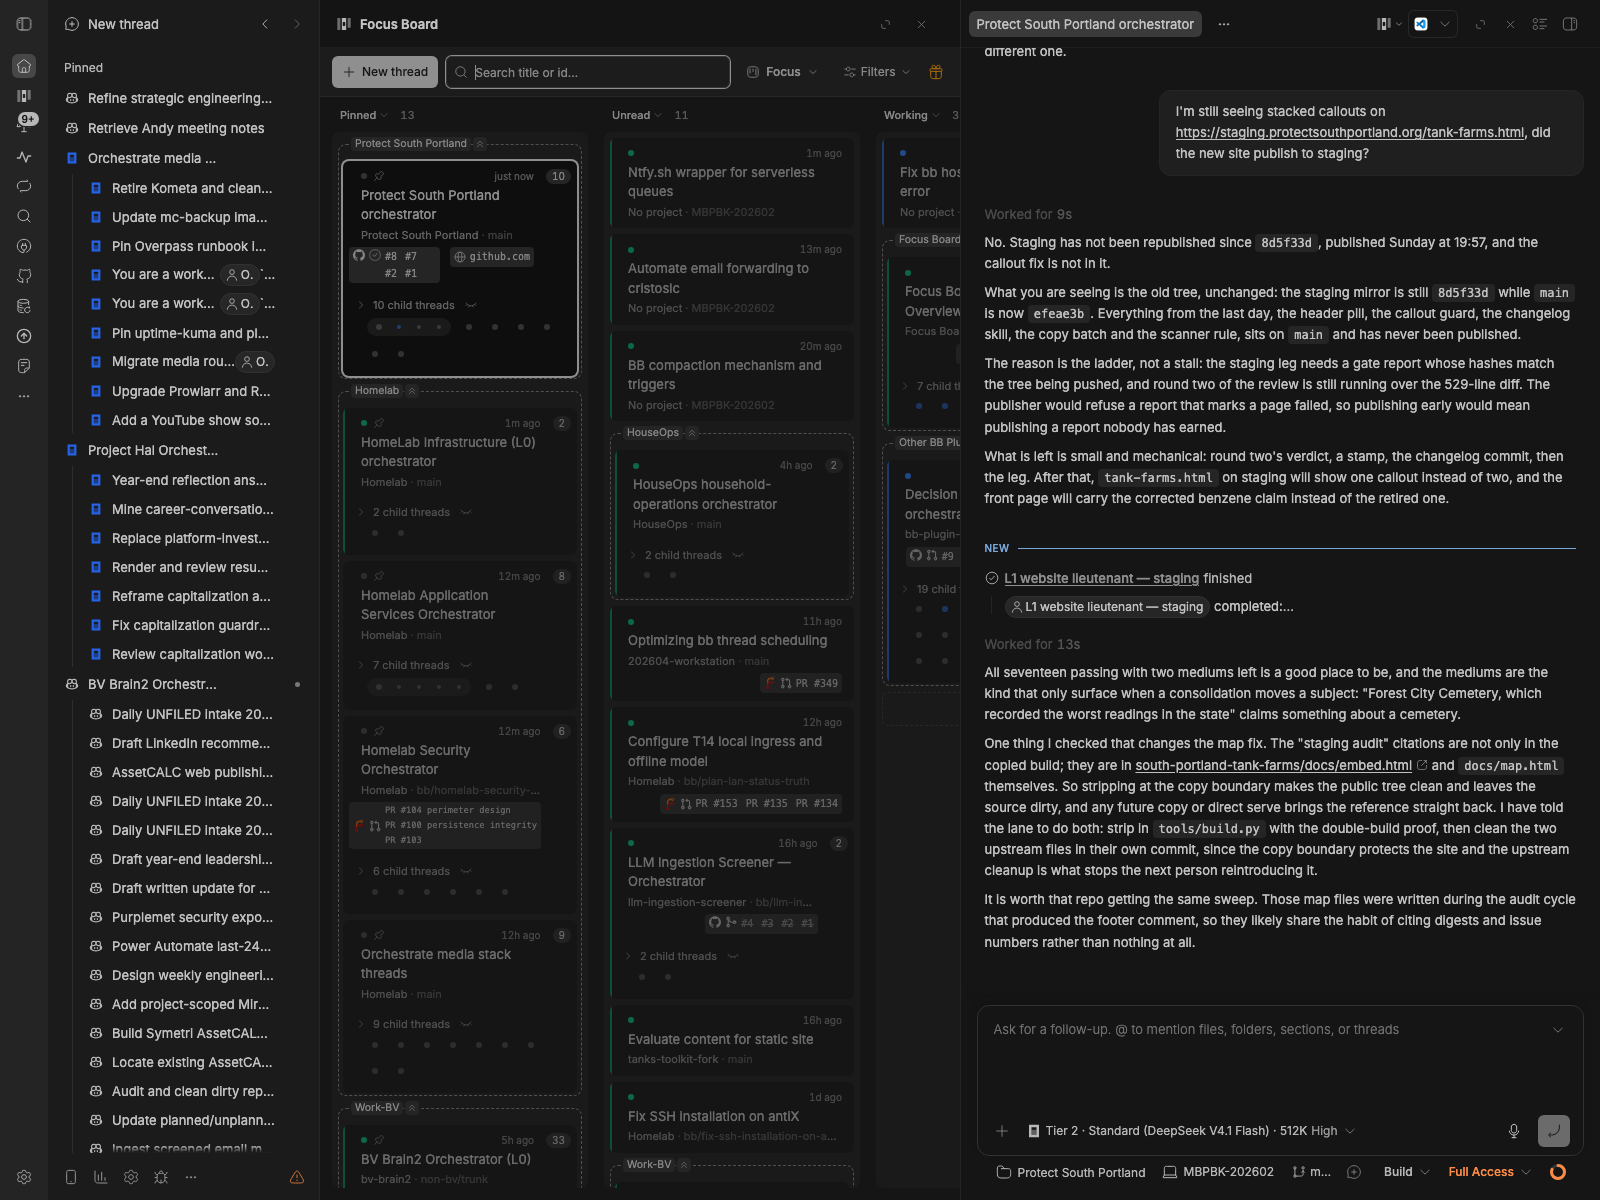 New thread
Pinned
Refine strategic engineering...
Retrieve Andy meeting notes
Orchestrate media ...
Retire Kometa and clean...
Update mc-backup ima...
Pin Overpass runbook i...
You are a work... O. `...
You are a work... O. `...
Pin uptime-kuma and pl...
Migrate media rou... O.
Upgrade Prowlarr and R...
Add a YouTube show so...
Project Hal Orchest...
Year-end reflection ans...
Mine career-conversatio...
Replace platform-invest...
Render and review resu...
Reframe capitalization a...
Fix capitalization guardr...
Review capitalization wo...
BV Brain2 Orchestr...
Daily UNFILED intake 20...
Draft LinkedIn recomme...
AssetCALC web publishi...
Daily UNFILED intake 20...
Daily UNFILED intake 20...
Draft year-end leadershi...
Draft written update for ...
Purplemet security expo...
Power Automate last-24...
Design weekly engineeri...
Add project-scoped Mir...
Build Symetri AssetCAL...
Locate existing AssetCA...
Audit and clean dirty rep...
Update planned/unplann...
Ingest screened email m...
9+
Focus Board
New thread
Search title or id...
Focus
Filters
Pinned 13
Protect South Portland
just now 10
Protect South Portland
orchestrator
Protect South Portland · main
#8 #7
#2 #1
github.com
10 child threads
Homelab
1m ago 2
HomeLab Infrastructure (L0)
orchestrator
Homelab · main
2 child threads
12m ago 8
Homelab Application
Services Orchestrator
Homelab · main
7 child threads
12m ago 6
Homelab Security
Orchestrator
Homelab · bb/homelab-security-...
PR #104 perimeter design
PR #100 persistence integrity
PR #103
6 child threads
12h ago 9
Orchestrate media stack
threads
Homelab · main
9 child threads
Work-BV
5h ago 33
BV Brain2 Orchestrator (L0)
bv-brain2 · non-bv/trunk
Unread 11
1m ago
Ntfy.sh wrapper for serverless
queues
No project · MBPBK-202602
13m ago
Automate email forwarding to
cristosic
No project · MBPBK-202602
20m ago
BB compaction mechanism and
triggers
No project · MBPBK-202602
HouseOps
4h ago 2
HouseOps household-
operations orchestrator
HouseOps · main
2 child threads
11h ago
Optimizing bb thread scheduling
202604-workstation · main
PR #349
12h ago
Configure T14 local ingress and
offline model
Homelab · bb/plan-lan-status-truth
PR #153 PR #135 PR #134
16h ago 2
LLM Ingestion Screener —
Orchestrator
llm-ingestion-screener · bb/llm-in...
#4 #3 #2 #1
2 child threads
16h ago
Evaluate content for static site
tanks-toolkit-fork · main
1d ago
Fix SSH installation on antiX
Homelab · bb/fix-ssh-installation-on-a...
Work-BV
Working 3
Fix bb hos
error
No project
Focus Board
Focus Bo
Overview
Focus Boa
7 child t
Other BB Plu
Decision
orchestra
bb-plugin-
#9
19 child
Protect South Portland orchestrator
different one.
I'm still seeing stacked callouts on
https://staging.protectsouthportland.org/tank-farms.html, did
the new site publish to staging?
Worked for 9s
No. Staging has not been republished since 8d5f33d , published Sunday at 19:57, and the
callout fix is not in it.
What you are seeing is the old tree, unchanged: the staging mirror is still 8d5f33d while main
is now efeae3b . Everything from the last day, the header pill, the callout guard, the changelog
skill, the copy batch and the scanner rule, sits on main and has never been published.
The reason is the ladder, not a stall: the staging leg needs a gate report whose hashes match
the tree being pushed, and round two of the review is still running over the 529-line diff. The
publisher would refuse a report that marks a page failed, so publishing early would mean
publishing a report nobody has earned.
What is left is small and mechanical: round two's verdict, a stamp, the changelog commit, then
the leg. After that, tank-farms.html on staging will show one callout instead of two, and the
front page will carry the corrected benzene claim instead of the retired one.
NEW
L1 website lieutenant — staging finished
L1 website lieutenant — staging completed:...
Worked for 13s
All seventeen passing with two mediums left is a good place to be, and the mediums are the
kind that only surface when a consolidation moves a subject: "Forest City Cemetery, which
recorded the worst readings in the state" claims something about a cemetery.
One thing I checked that changes the map fix. The "staging audit" citations are not only in the
copied build; they are in south-portland-tank-farms/docs/embed.html and docs/map.html
themselves. So stripping at the copy boundary makes the public tree clean and leaves the
source dirty, and any future copy or direct serve brings the reference straight back. I have told
the lane to do both: strip in tools/build.py with the double-build proof, then clean the two
upstream files in their own commit, since the copy boundary protects the site and the upstream
cleanup is what stops the next person reintroducing it.
It is worth that repo getting the same sweep. Those map files were written during the audit cycle
that produced the footer comment, so they likely share the habit of citing digests and issue
numbers rather than nothing at all.
Ask for a follow-up. @ to mention files, folders, sections, or threads
Tier 2 · Standard (DeepSeek V4.1 Flash) · 512K High
Protect South Portland MBPBK-202602 m... Build Full Access